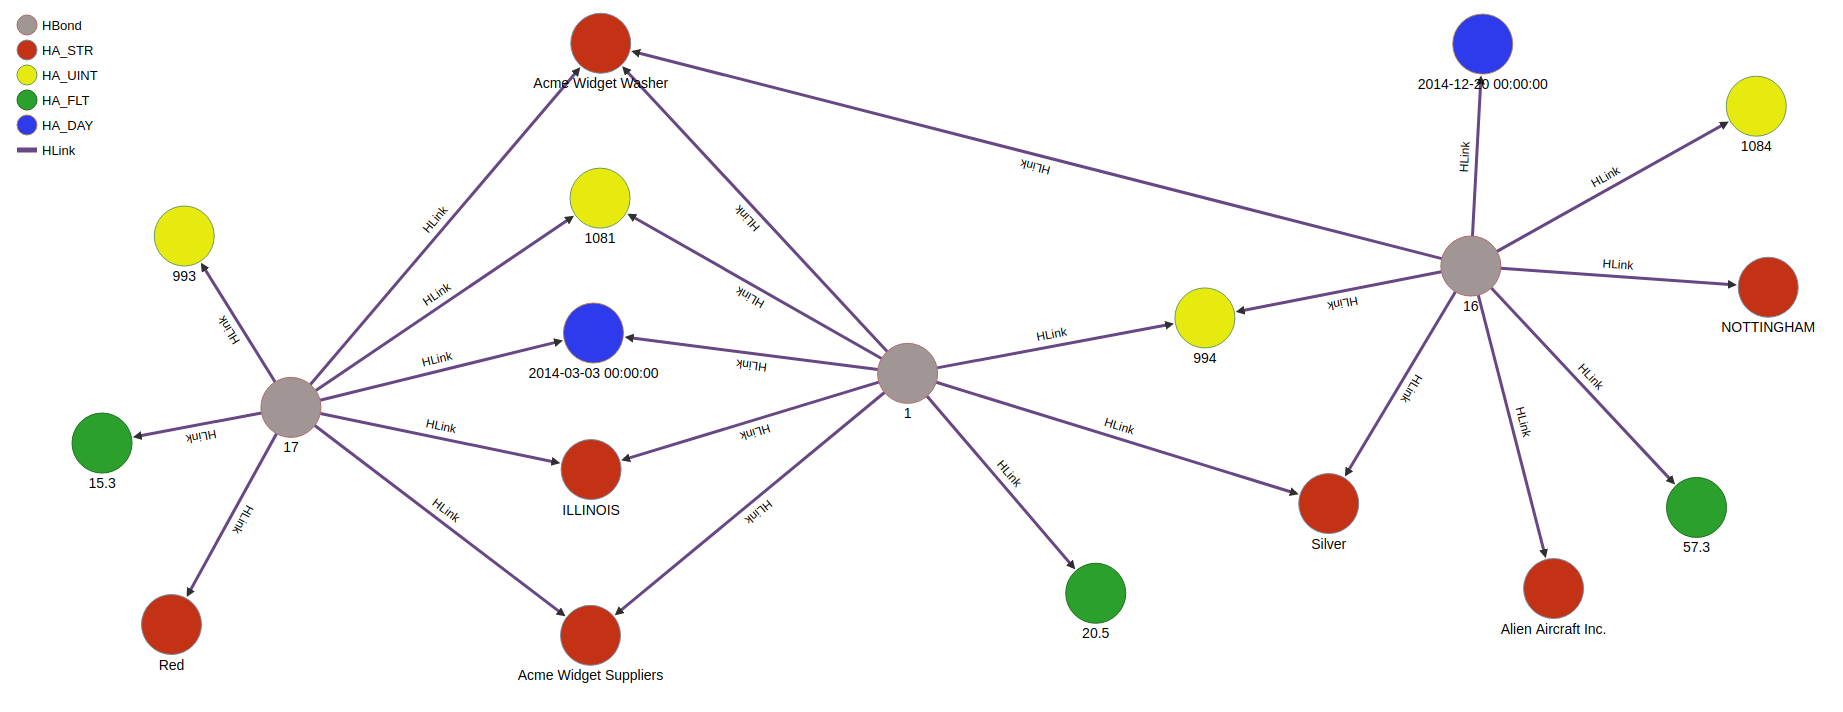 HBond
HA_STR
HA_UINT
HA_FLT
HA_DAY
HLink
Acme Widget Washer
2014-12-20 00:00:00
1084
HLink
HLink
HLink
HLink
HLink
1081
993
HLink
HLink
HLink
NOTTINGHAM
16
HLink
HLink
994
HLink
HLink
2014-03-03 00:00:00
HLink
HLink
HLink
HLink
1
HLink
HLink
HLink
HLink
17
HLink
15.3
HLink
ILLINOIS
HLink
HLink
HLink
Silver
57.3
20.5
Alien Aircraft Inc.
Red
Acme Widget Suppliers